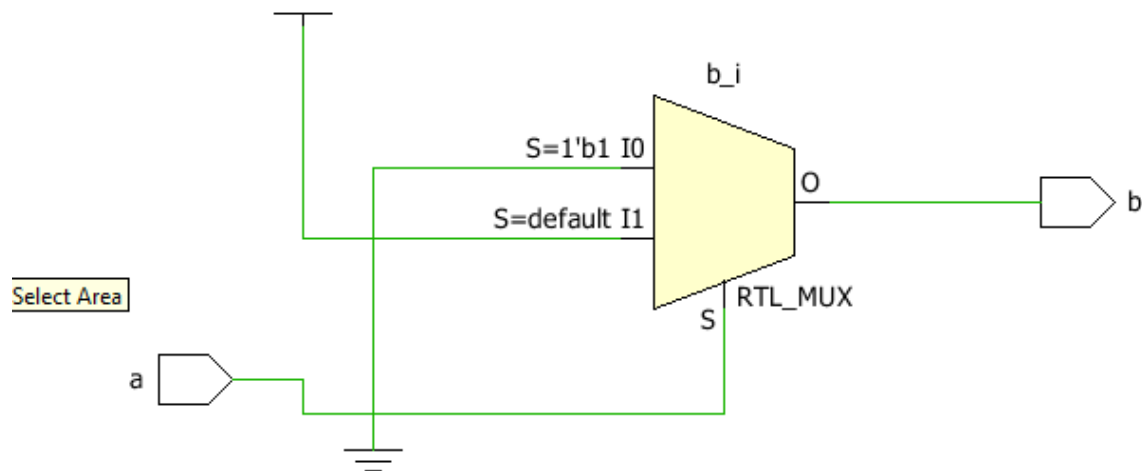 b_i
S=1'b1 I0
O
b
S=default I1
Select Area
RTL_MUX
S
a